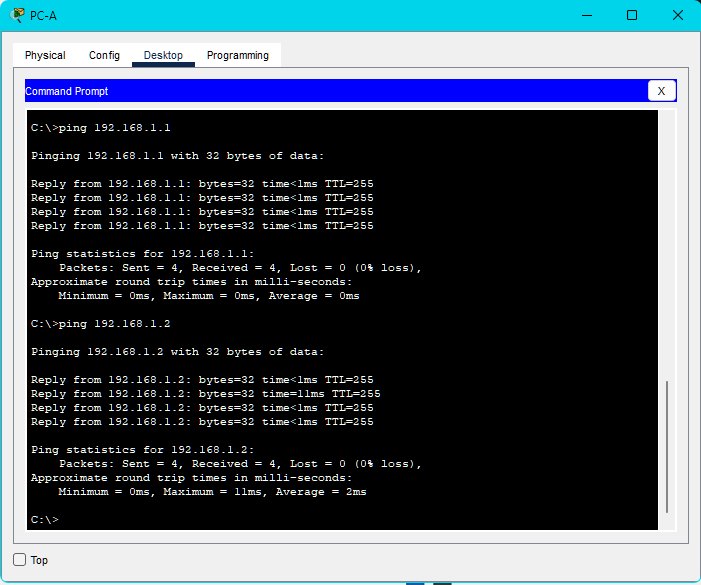 PC-A
Physical Config Desktop Programming
Command Prompt X
C:\>ping 192.168.1.1
Pinging 192.168.1.1 with 32 bytes of data:
Reply from 192.168.1.1: bytes=32 time<1ms TTL=255
Reply from 192.168.1.1: bytes=32 time<1ms TTL=255
Reply from 192.168.1.1: bytes=32 time<1ms TTL=255
Reply from 192.168.1.1: bytes=32 time<1ms TTL=255
Ping statistics for 192.168.1.1:
    Packets: Sent = 4, Received = 4, Lost = 0 (0% loss),
Approximate round trip times in milli-seconds:
    Minimum = 0ms, Maximum = 0ms, Average = 0ms
C:\>ping 192.168.1.2
Pinging 192.168.1.2 with 32 bytes of data:
Reply from 192.168.1.2: bytes=32 time<1ms TTL=255
Reply from 192.168.1.2: bytes=32 time=11ms TTL=255
Reply from 192.168.1.2: bytes=32 time<1ms TTL=255
Reply from 192.168.1.2: bytes=32 time<1ms TTL=255
Ping statistics for 192.168.1.2:
    Packets: Sent = 4, Received = 4, Lost = 0 (0% loss),
Approximate round trip times in milli-seconds:
    Minimum = 0ms, Maximum = 11ms, Average = 2ms
C:\>
Top